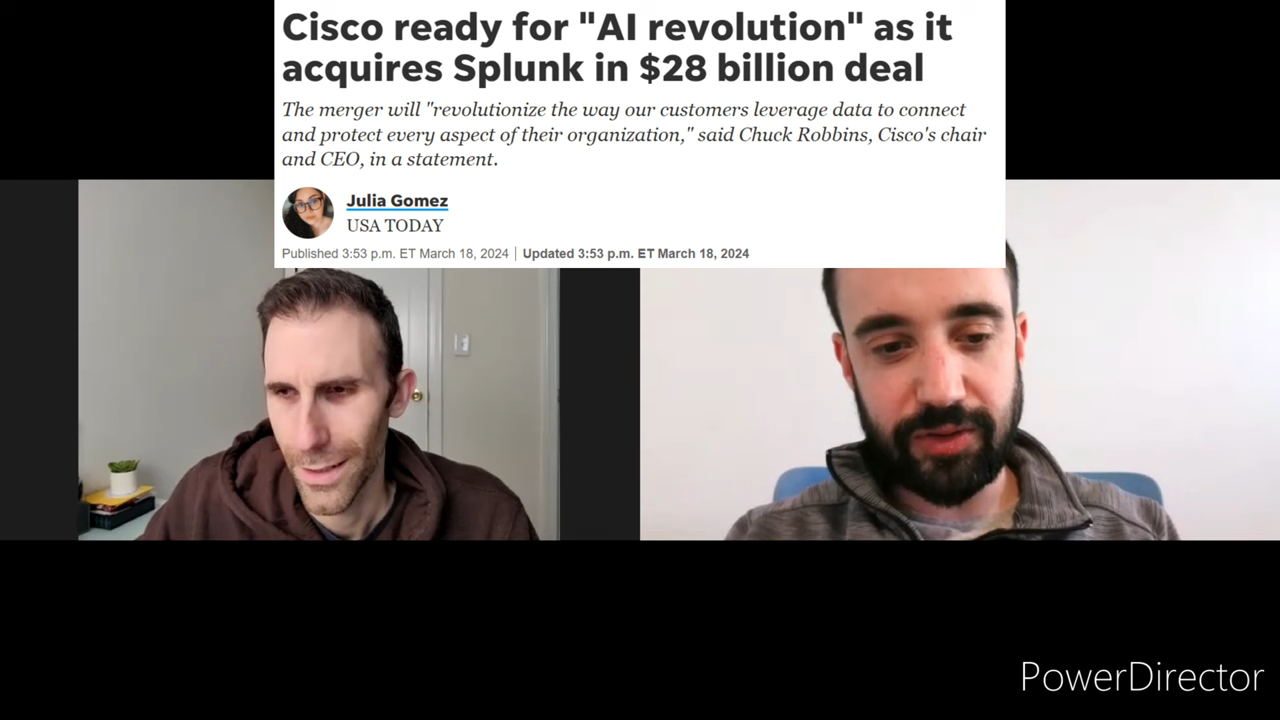 Cisco ready for "AI revolution" as it
acquires Splunk in $28 billion deal
The merger will "revolutionize the way our customers leverage data to connect
and protect every aspect of their organization," said Chuck Robbins, Cisco's chair
and CEO, in a statement.
Julia Gomez
USA TODAY
Published 3:53 p.m. ET March 18, 2024 | Updated 3:53 p.m. ET March 18, 2024
PowerDirector